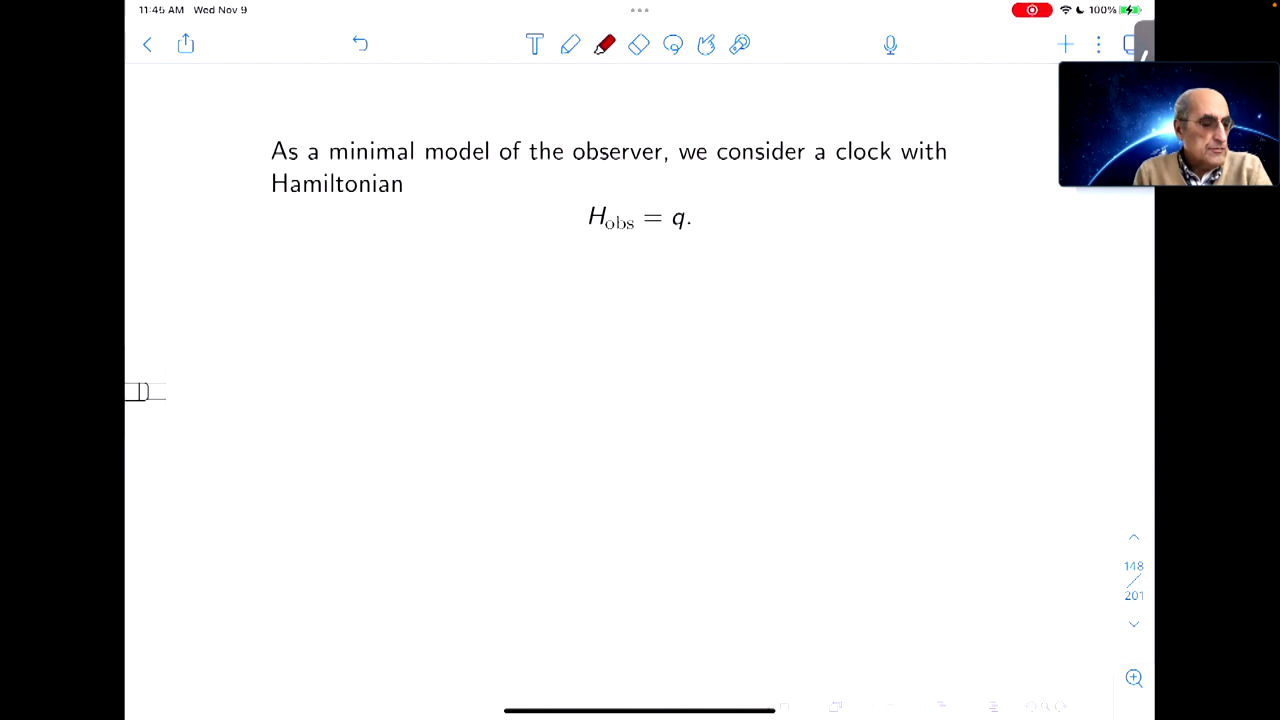 11:45 AM Wed Nov 9
100%
As a minimal model of the observer, we consider a clock with
Hamiltonian
H_obs = q.
148
201